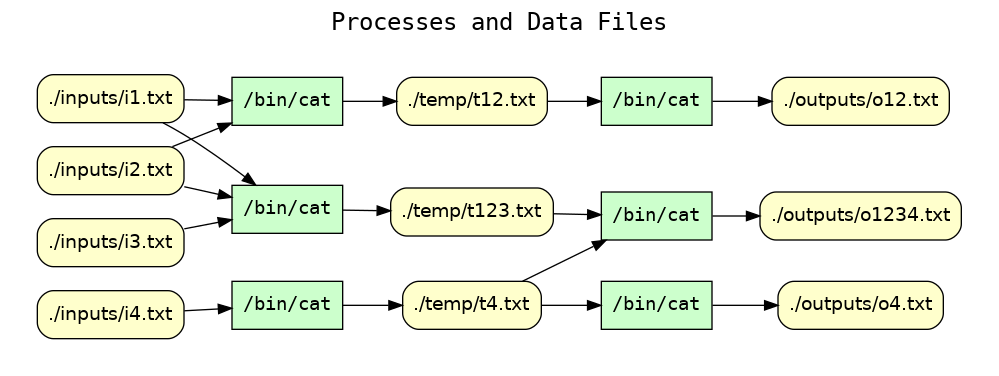 Processes and Data Files
./inputs/i1.txt
/bin/cat
./temp/t12.txt
/bin/cat
./outputs/o12.txt
./inputs/i2.txt
/bin/cat
./temp/t123.txt
/bin/cat
./outputs/o1234.txt
./inputs/i3.txt
./inputs/i4.txt
/bin/cat
./temp/t4.txt
/bin/cat
./outputs/o4.txt